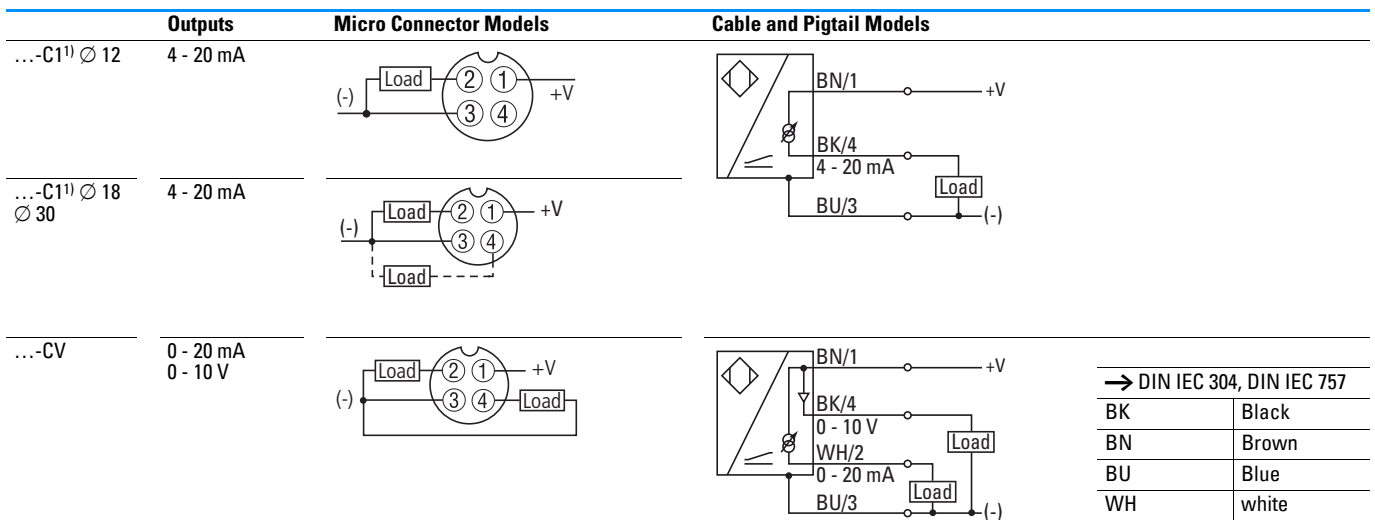 Outputs Micro Connector Models Cable and Pigtail Models
…-C1¹⁾ ∅ 12 4 - 20 mA
Load 2 1 +V
(-) 3 4
BN/1 +V
BK/4
4 - 20 mA
Load
BU/3 (-)
…-C1¹⁾ ∅ 18 4 - 20 mA
∅ 30
Load 2 1 +V
(-) 3 4
Load
…-CV 0 - 20 mA
0 - 10 V
Load 2 1 +V
(-) 3 4 Load
BN/1 +V
BK/4
0 - 10 V
Load
WH/2
0 - 20 mA
Load
BU/3 (-)
→ DIN IEC 304, DIN IEC 757
BK Black
BN Brown
BU Blue
WH white